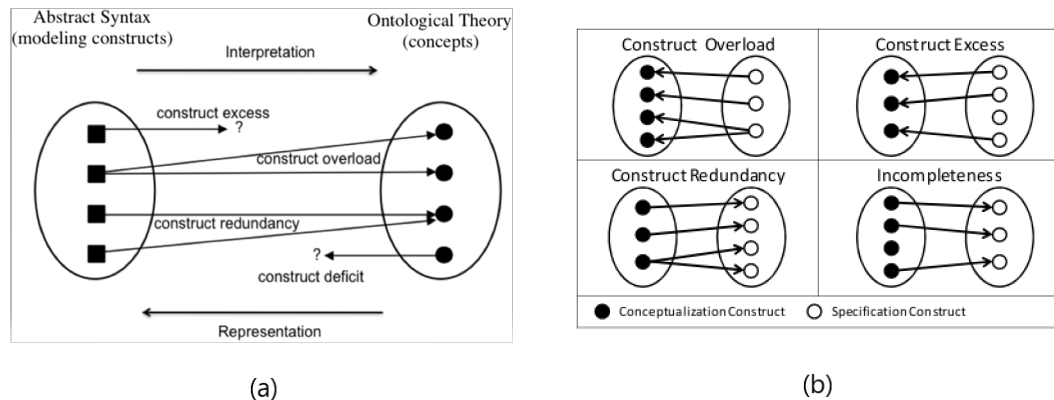 Abstract Syntax
(modeling constructs)
Ontological Theory
(concepts)
Interpretation
construct excess
?
construct overload
construct redundancy
?
construct deficit
Representation
(a)
Construct Overload
Construct Excess
Construct Redundancy
Incompleteness
Conceptualization Construct
Specification Construct
(b)